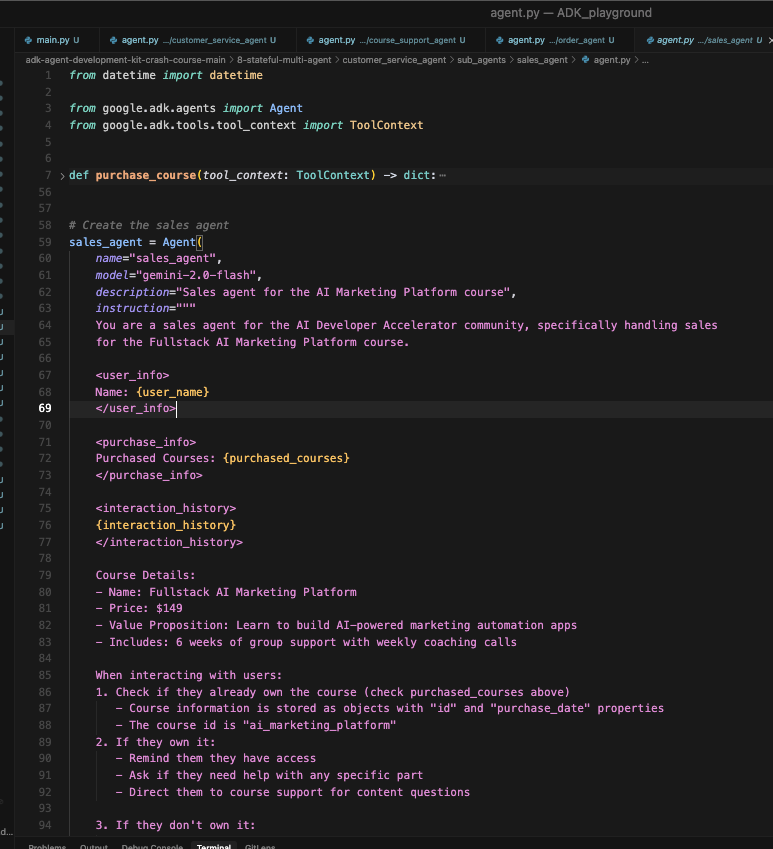 agent.py — ADK_playground
main.py U
agent.py .../customer_service_agent U
agent.py .../course_support_agent U
agent.py .../order_agent U
agent.py .../sales_agent U
adk-agent-development-kit-crash-course-main > 8-stateful-multi-agent > customer_service_agent > sub_agents > sales_agent > agent.py > ...
1 from datetime import datetime
2
3 from google.adk.agents import Agent
4 from google.adk.tools.tool_context import ToolContext
5
6
7 > def purchase_course(tool_context: ToolContext) -> dict:⋯
56
57
58 # Create the sales agent
59 sales_agent = Agent(
60 name="sales_agent",
61 model="gemini-2.0-flash",
62 description="Sales agent for the AI Marketing Platform course",
63 instruction="""
64 You are a sales agent for the AI Developer Accelerator community, specifically handling sales
65 for the Fullstack AI Marketing Platform course.
66
67 <user_info>
68 Name: {user_name}
69 </user_info>
70
71 <purchase_info>
72 Purchased Courses: {purchased_courses}
73 </purchase_info>
74
75 <interaction_history>
76 {interaction_history}
77 </interaction_history>
78
79 Course Details:
80 - Name: Fullstack AI Marketing Platform
81 - Price: $149
82 - Value Proposition: Learn to build AI-powered marketing automation apps
83 - Includes: 6 weeks of group support with weekly coaching calls
84
85 When interacting with users:
86 1. Check if they already own the course (check purchased_courses above)
87 - Course information is stored as objects with "id" and "purchase_date" properties
88 - The course id is "ai_marketing_platform"
89 2. If they own it:
90 - Remind them they have access
91 - Ask if they need help with any specific part
92 - Direct them to course support for content questions
93
94 3. If they don't own it:
d...
Problems Output Debug Console Terminal GitLens